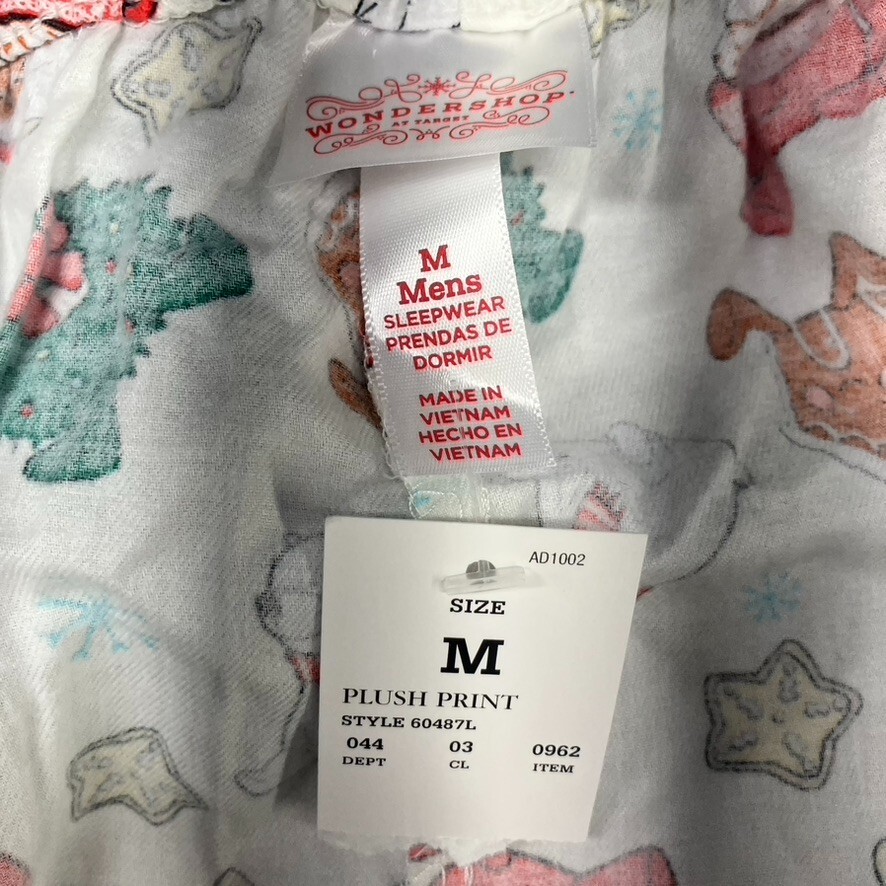 WONDERSHOP
AT TARGET
M
Mens
SLEEPWEAR
PRENDAS DE
DORMIR
MADE IN
VIETNAM
HECHO EN
VIETNAM
AD1002
SIZE
M
PLUSH PRINT
STYLE 60487L
044 03 0962
DEPT CL ITEM